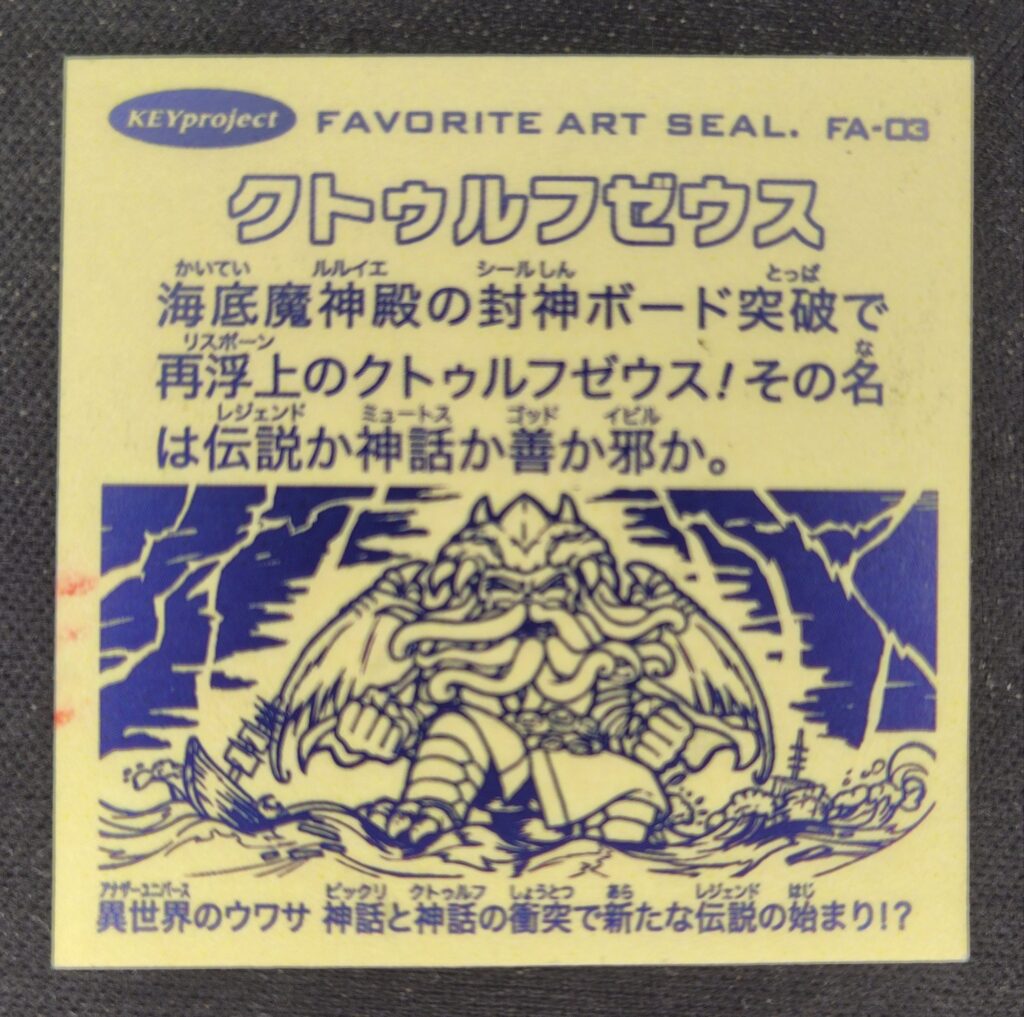 KEYproject FAVORITE ART SEAL. FA-03
クトゥルフゼウス
かいてい ルルイエ シールしん とっぱ
海底魔神殿の封神ボード突破で
リスポーン な
再浮上のクトゥルフゼウス!その名
レジェンド ミュートス ゴッド イビル
は伝説か神話か善か邪か。
アナザーユニバース ビックリ クトゥルフ しょうとつ あら レジェンド はじ
異世界のウワサ 神話と神話の衝突で新たな伝説の始まり!?